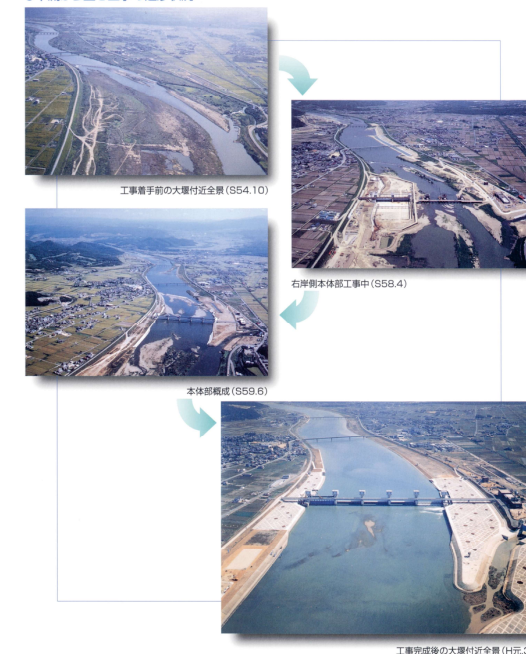 工事着手前の大堰付近全景(S54.10)
右岸側本体部工事中(S58.4)
本体部概成(S59.6)
工事完成後の大堰付近全景(H元.3